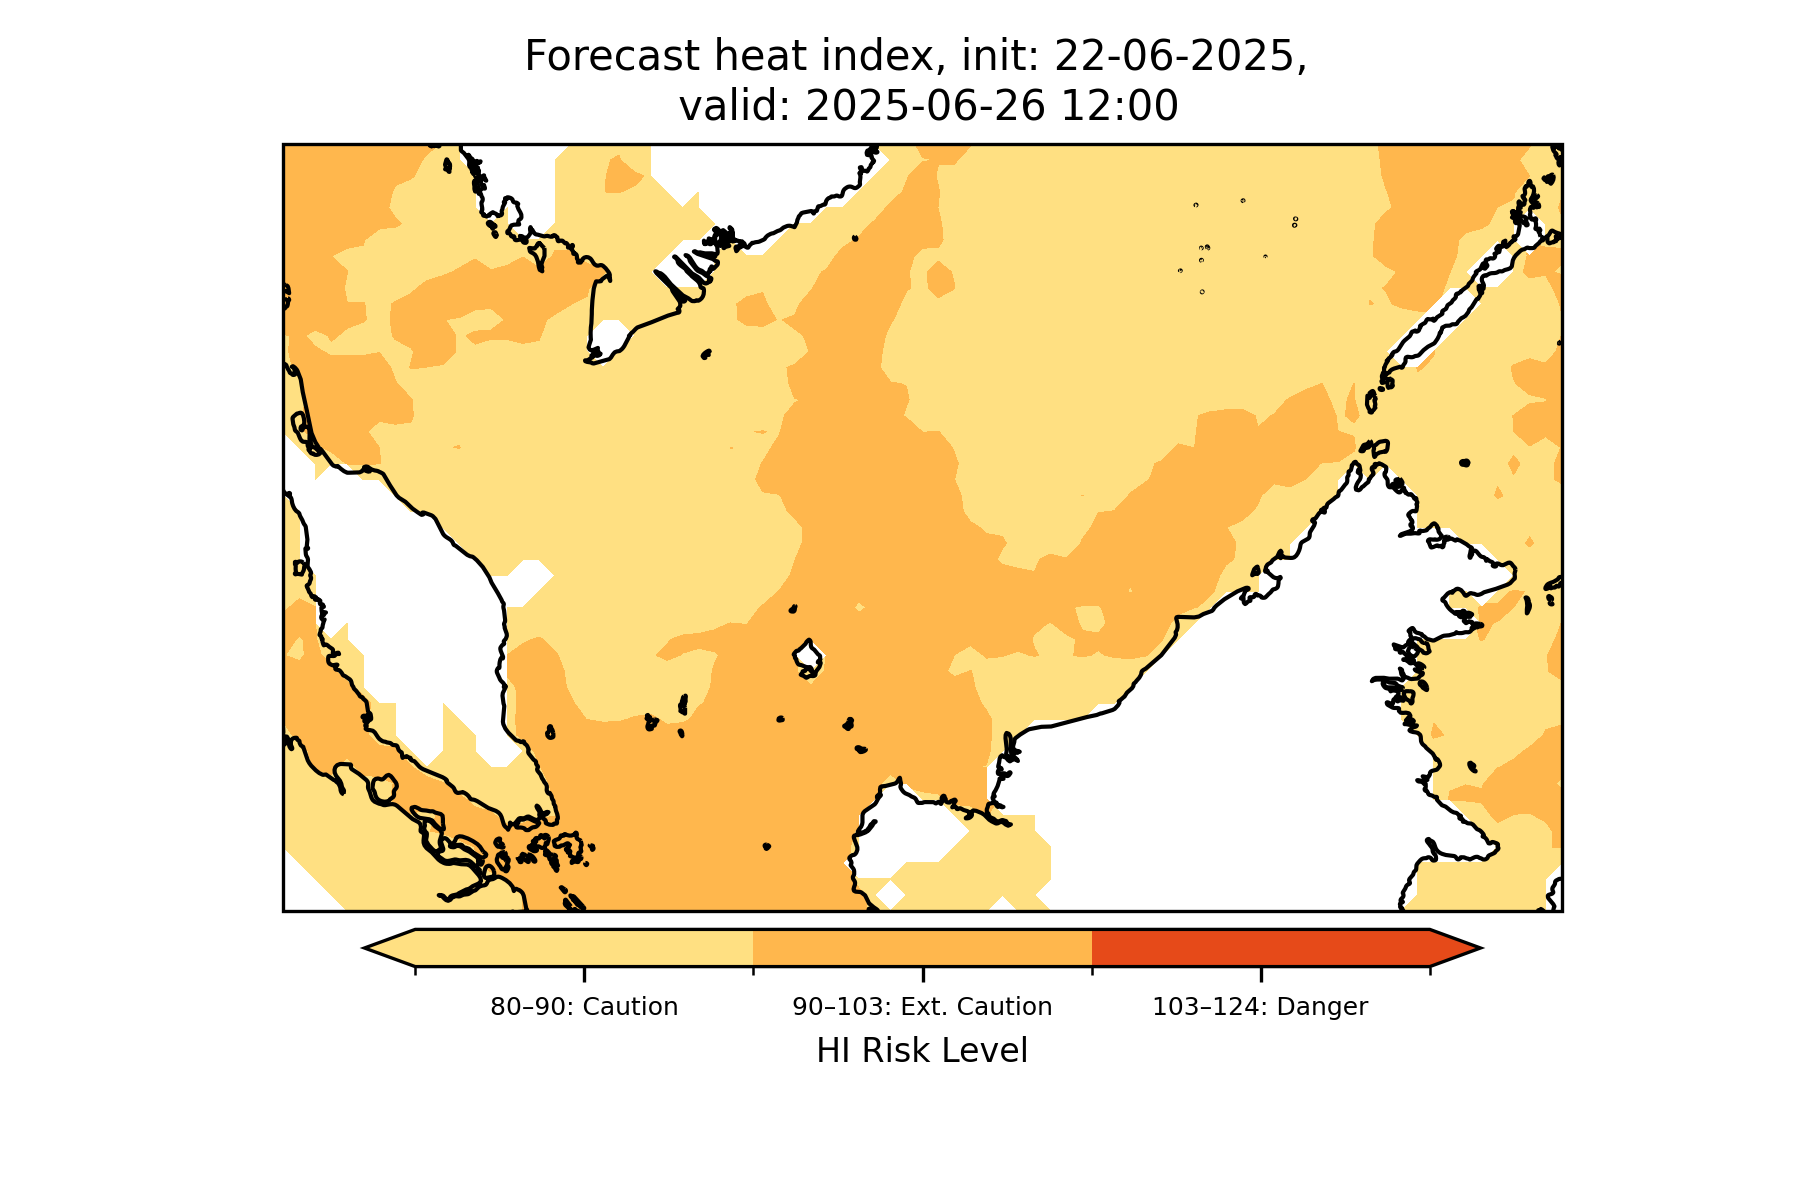 Forecast heat index, init: 22-06-2025,
valid: 2025-06-26 12:00
80–90: Caution
90–103: Ext. Caution
103–124: Danger
HI Risk Level